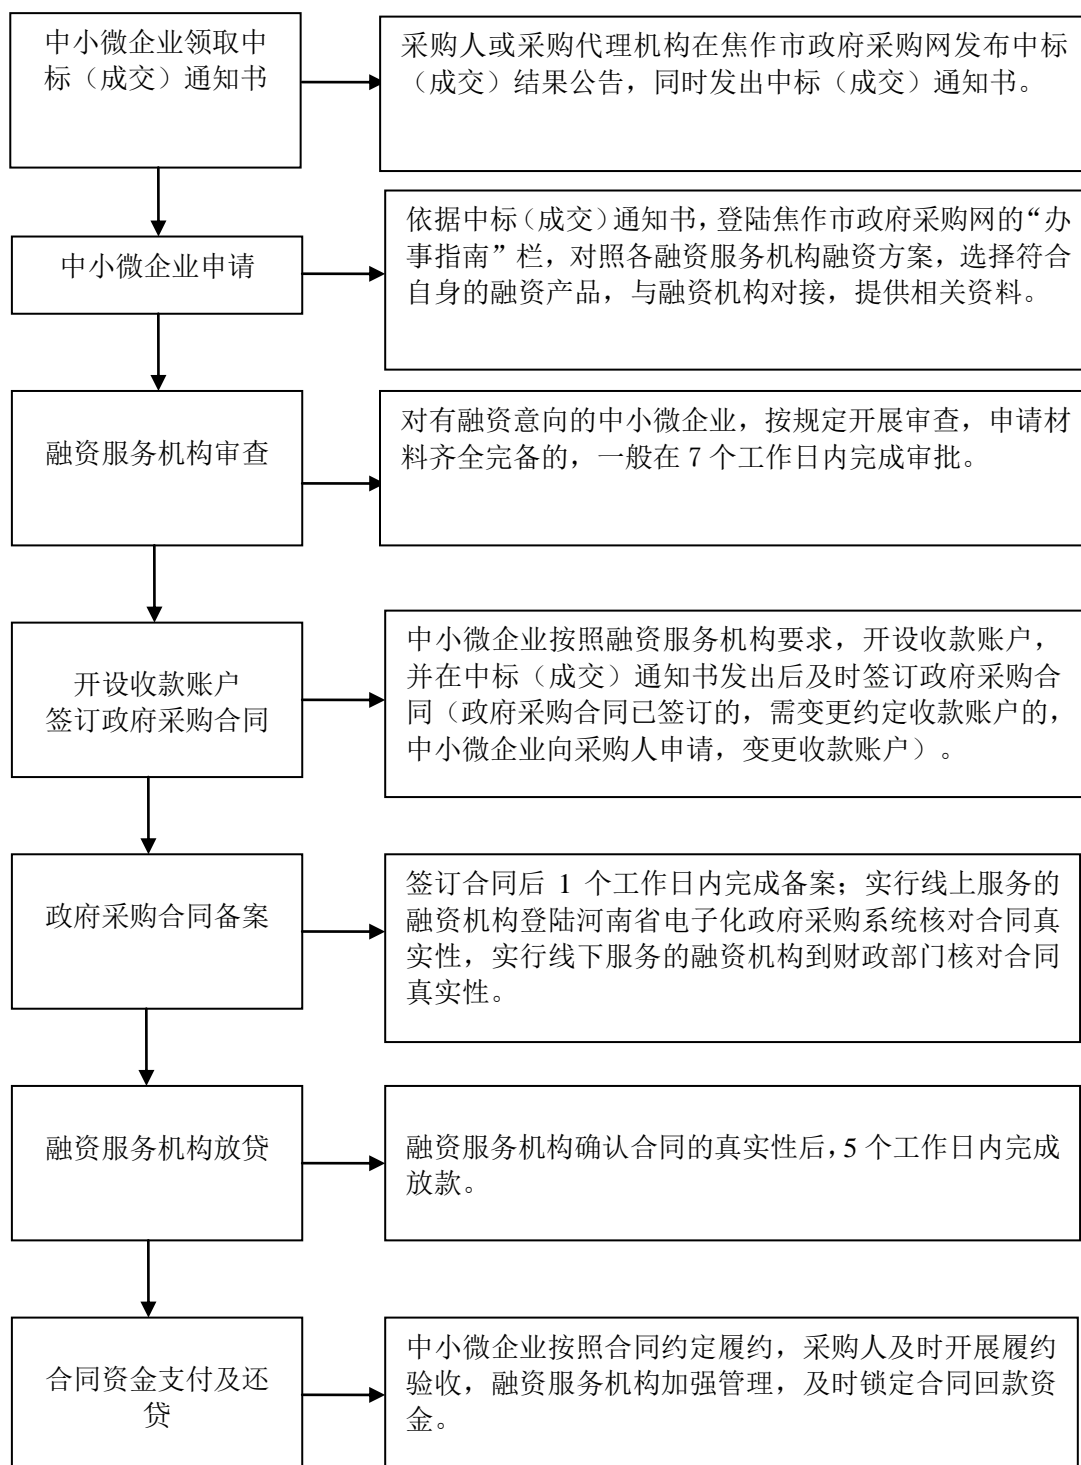 中小微企业领取中
标（成交）通知书
采购人或采购代理机构在焦作市政府采购网发布中标
（成交）结果公告，同时发出中标（成交）通知书。
中小微企业申请
依据中标（成交）通知书，登陆焦作市政府采购网的“办
事指南”栏，对照各融资服务机构融资方案，选择符合
自身的融资产品，与融资机构对接，提供相关资料。
融资服务机构审查
对有融资意向的中小微企业，按规定开展审查，申请材
料齐全完备的，一般在 7 个工作日内完成审批。
开设收款账户
签订政府采购合同
中小微企业按照融资服务机构要求，开设收款账户，
并在中标（成交）通知书发出后及时签订政府采购合
同（政府采购合同已签订的，需变更约定收款账户的，
中小微企业向采购人申请，变更收款账户）。
政府采购合同备案
签订合同后 1 个工作日内完成备案；实行线上服务的
融资机构登陆河南省电子化政府采购系统核对合同真
实性，实行线下服务的融资机构到财政部门核对合同
真实性。
融资服务机构放贷
融资服务机构确认合同的真实性后，5 个工作日内完成
放款。
合同资金支付及还
贷
中小微企业按照合同约定履约，采购人及时开展履约
验收，融资服务机构加强管理，及时锁定合同回款资
金。